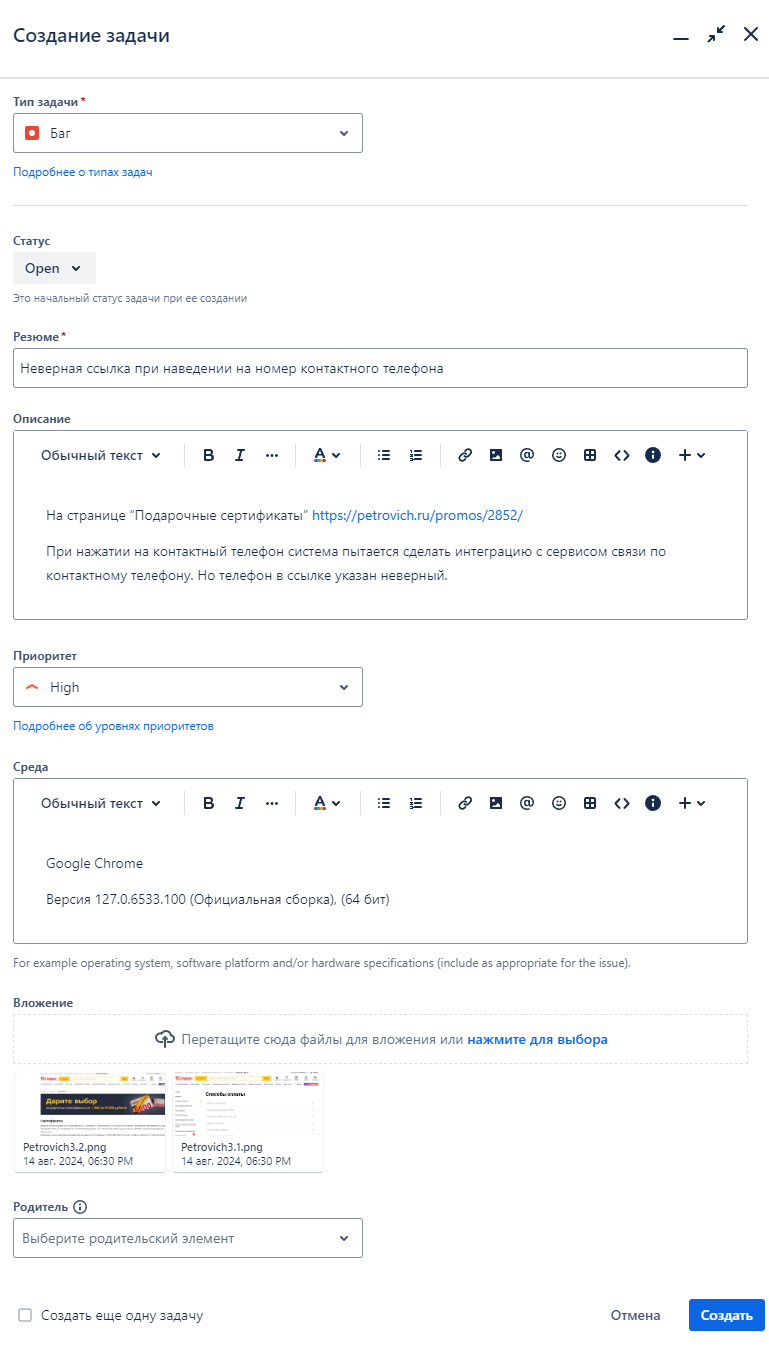 Создание задачи
Тип задачи *
Баг
Подробнее о типах задач
Статус
Open
Это начальный статус задачи при ее создании
Резюме *
Неверная ссылка при наведении на номер контактного телефона
Описание
Обычный текст B I ... A
На странице “Подарочные сертификаты” https://petrovich.ru/promos/2852/
При нажатии на контактный телефон система пытается сделать интеграцию с сервисом связи по
контактному телефону. Но телефон в ссылке указан неверный.
Приоритет
High
Подробнее об уровнях приоритетов
Среда
Обычный текст B I ... A
Google Chrome
Версия 127.0.6533.100 (Официальная сборка), (64 бит)
For example operating system, software platform and/or hardware specifications (include as appropriate for the issue).
Вложение
Перетащите сюда файлы для вложения или нажмите для выбора
Дарите выбор
Способы оплаты
Petrovich3.2.png Petrovich3.1.png
14 авг. 2024, 06:30 PM 14 авг. 2024, 06:30 PM
Родитель
Выберите родительский элемент
Создать еще одну задачу Отмена Создать